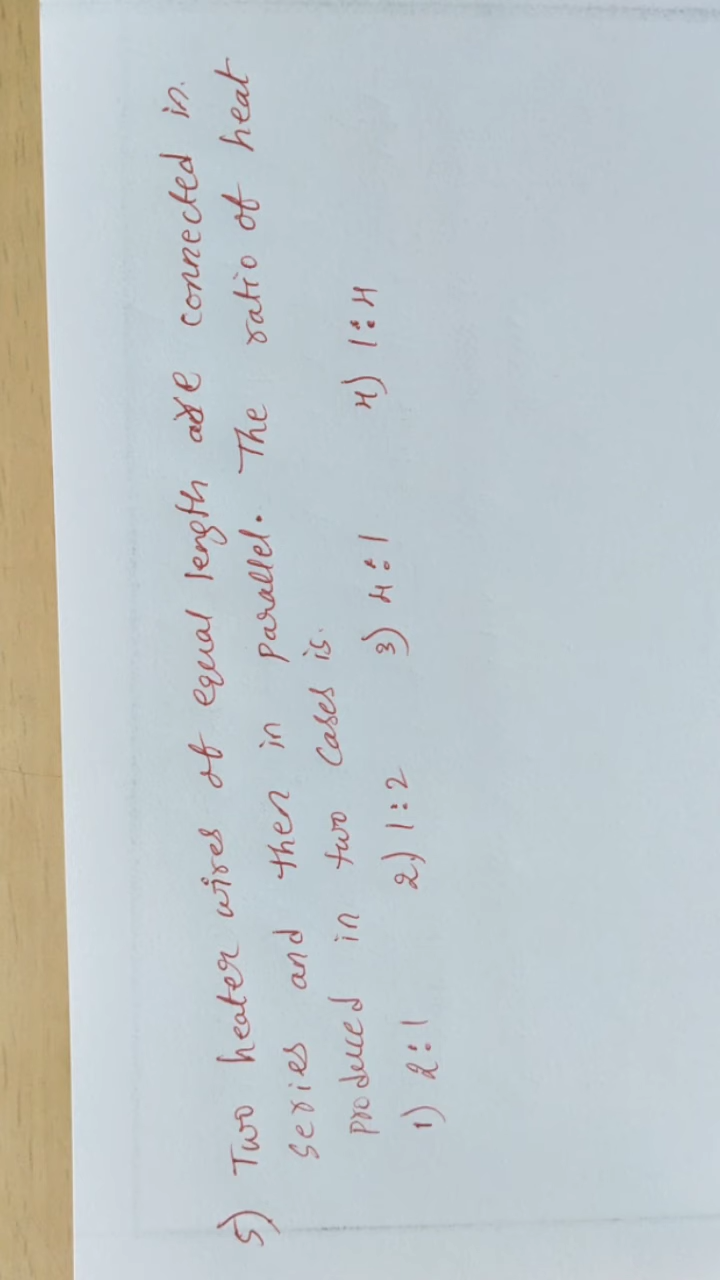 5) Two heater wires of equal length are connected in.
series and then in parallel. The ratio of heat
produced in two cases is.
1) 2:1 2) 1:2 3) 4:1 4) 1:4